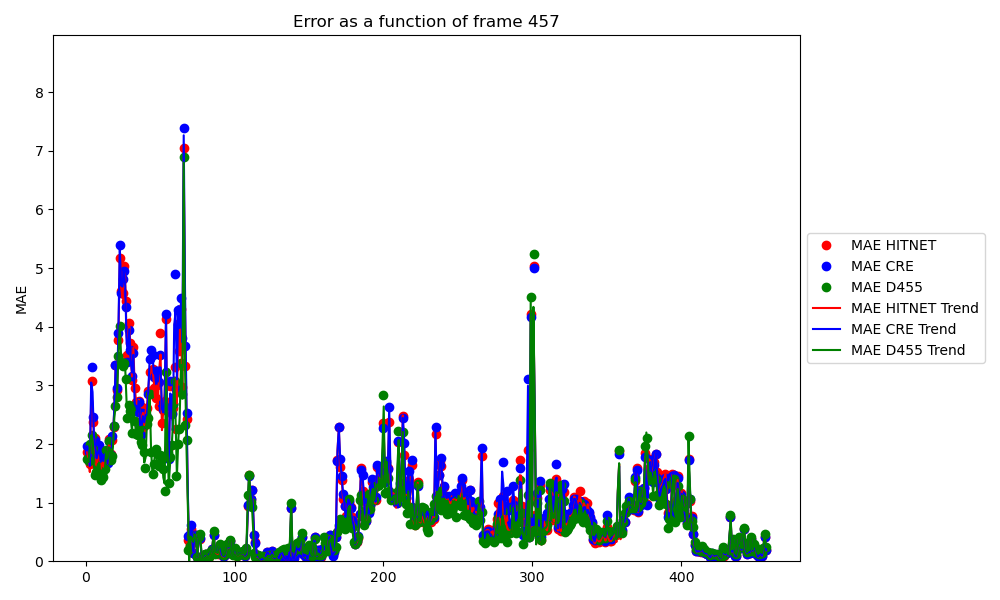 Error as a function of frame 457
MAE
8
7
6
5
4
3
2
1
0
0 100 200 300 400
MAE HITNET
MAE CRE
MAE D455
MAE HITNET Trend
MAE CRE Trend
MAE D455 Trend